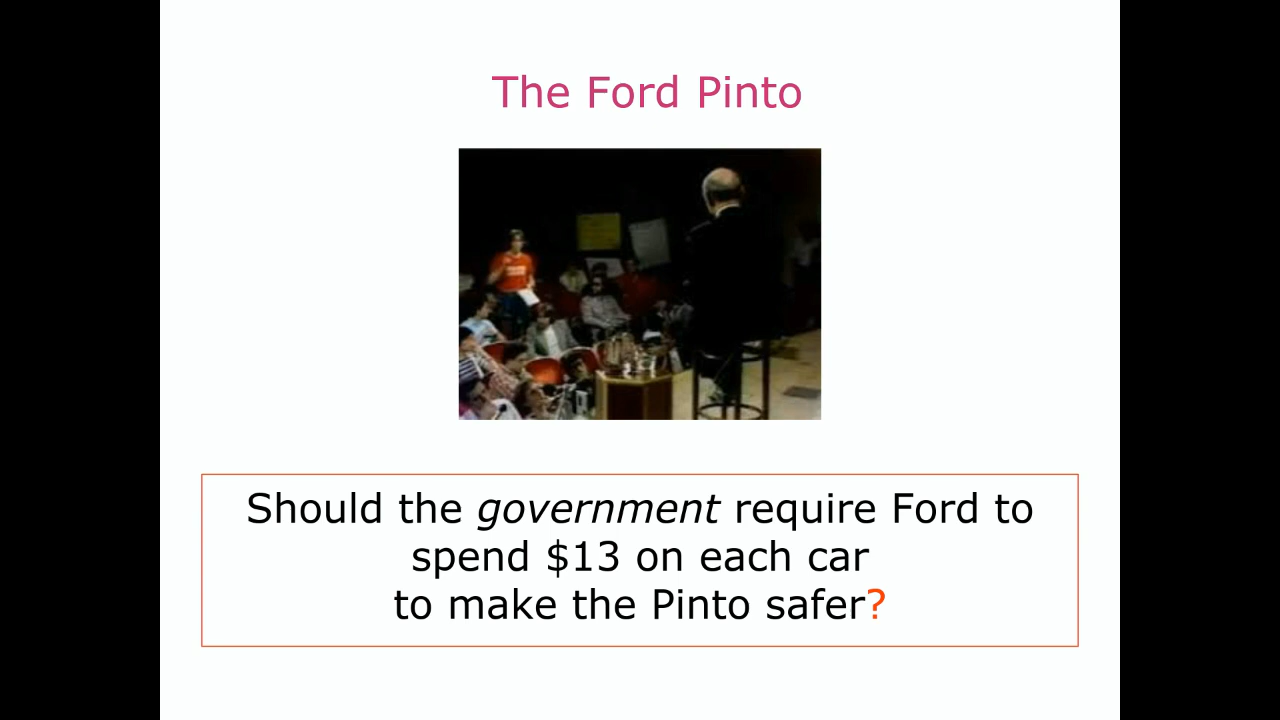 The Ford Pinto
Should the government require Ford to
spend $13 on each car
to make the Pinto safer?